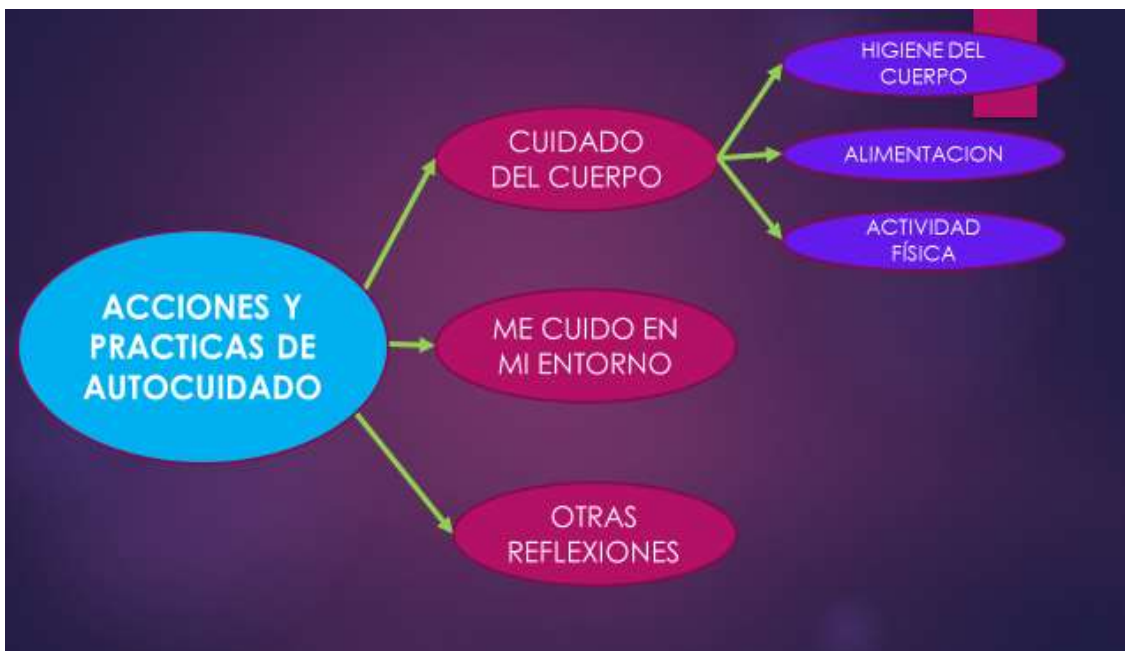 ACCIONES Y
PRACTICAS DE
AUTOCUIDADO
CUIDADO
DEL CUERPO
HIGIENE DEL
CUERPO
ALIMENTACION
ACTIVIDAD
FÍSICA
ME CUIDO EN
MI ENTORNO
OTRAS
REFLEXIONES